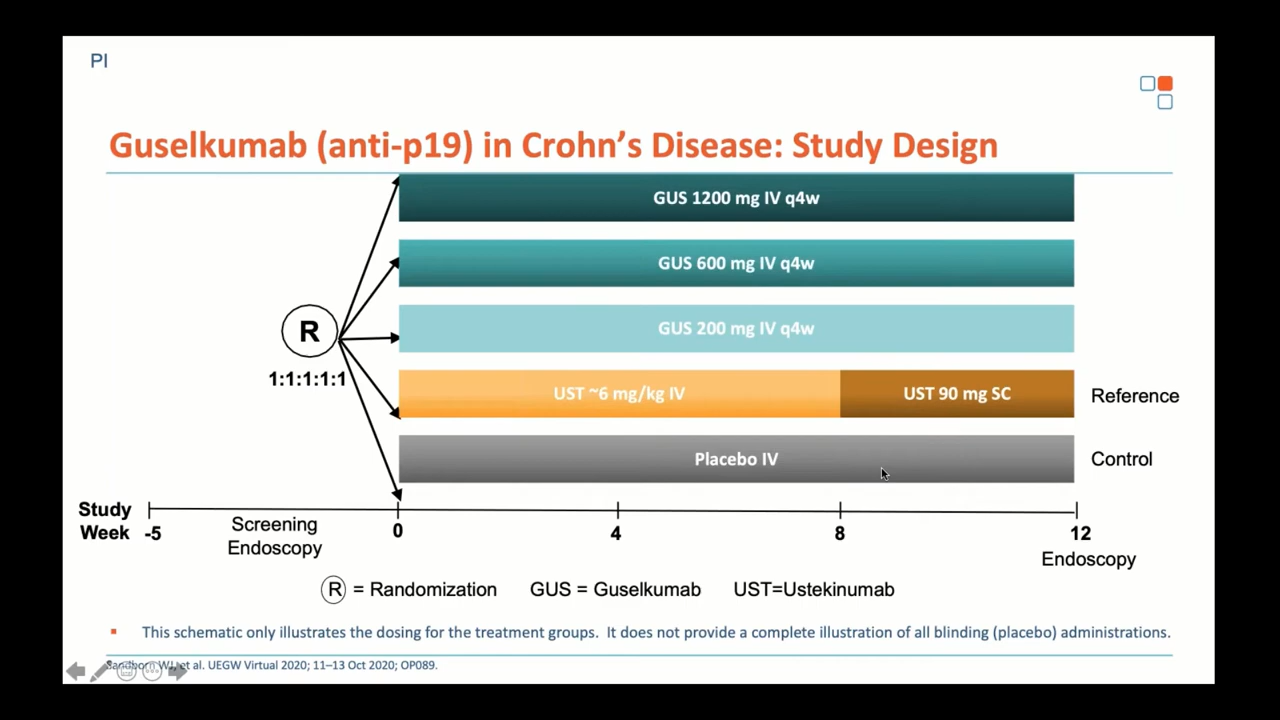 PI
Guselkumab (anti-p19) in Crohn's Disease: Study Design
GUS 1200 mg IV q4w
GUS 600 mg IV q4w
GUS 200 mg IV q4w
R
1:1:1:1:1
UST ~6 mg/kg IV
UST 90 mg SC
Reference
Placebo IV
Control
Study Week
-5
Screening Endoscopy
0
4
8
12
Endoscopy
R = Randomization GUS = Guselkumab UST=Ustekinumab
This schematic only illustrates the dosing for the treatment groups. It does not provide a complete illustration of all blinding (placebo) administrations.
et al. UEGW Virtual 2020; 11–13 Oct 2020; OP089.